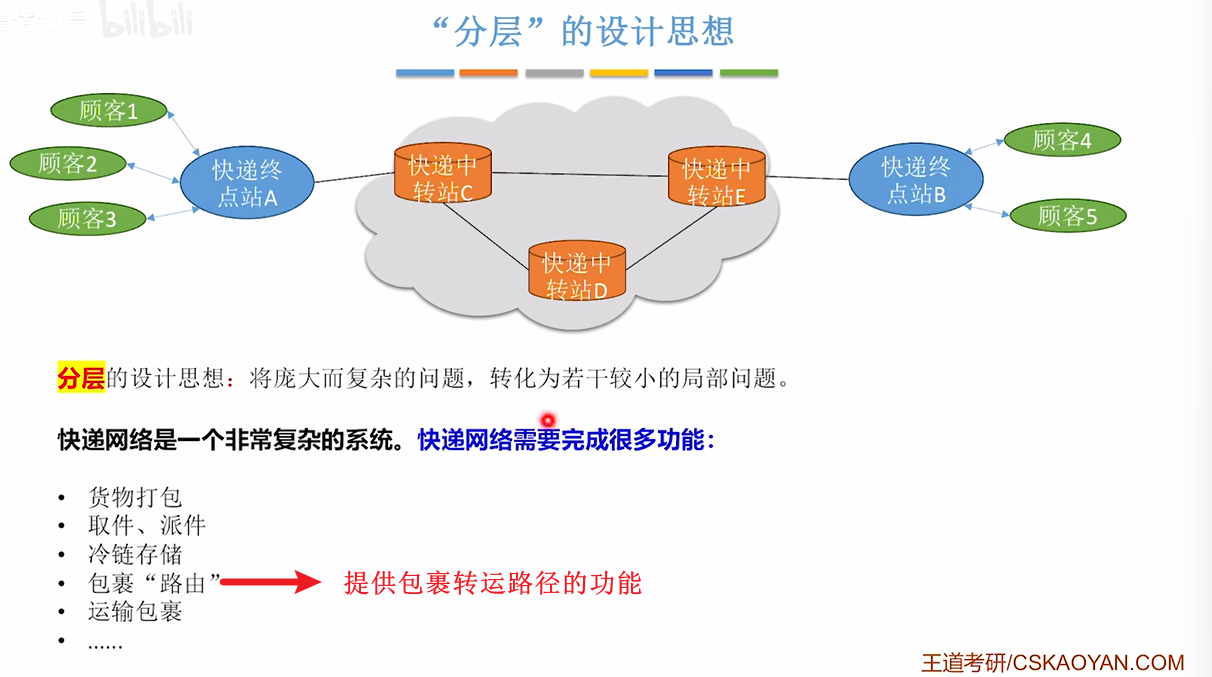 bilibili
“分层”的设计思想
顾客1
顾客2
顾客3
快递终
点站A
快递中
转站C
快递中
转站E
快递中
转站D
快递终
点站B
顾客4
顾客5
分层的设计思想：将庞大而复杂的问题，转化为若干较小的局部问题。
快递网络是一个非常复杂的系统。快递网络需要完成很多功能：
• 货物打包
• 取件、派件
• 冷链存储
• 包裹“路由” 提供包裹转运路径的功能
• 运输包裹
• ......
王道考研/CSKAOYAN.COM